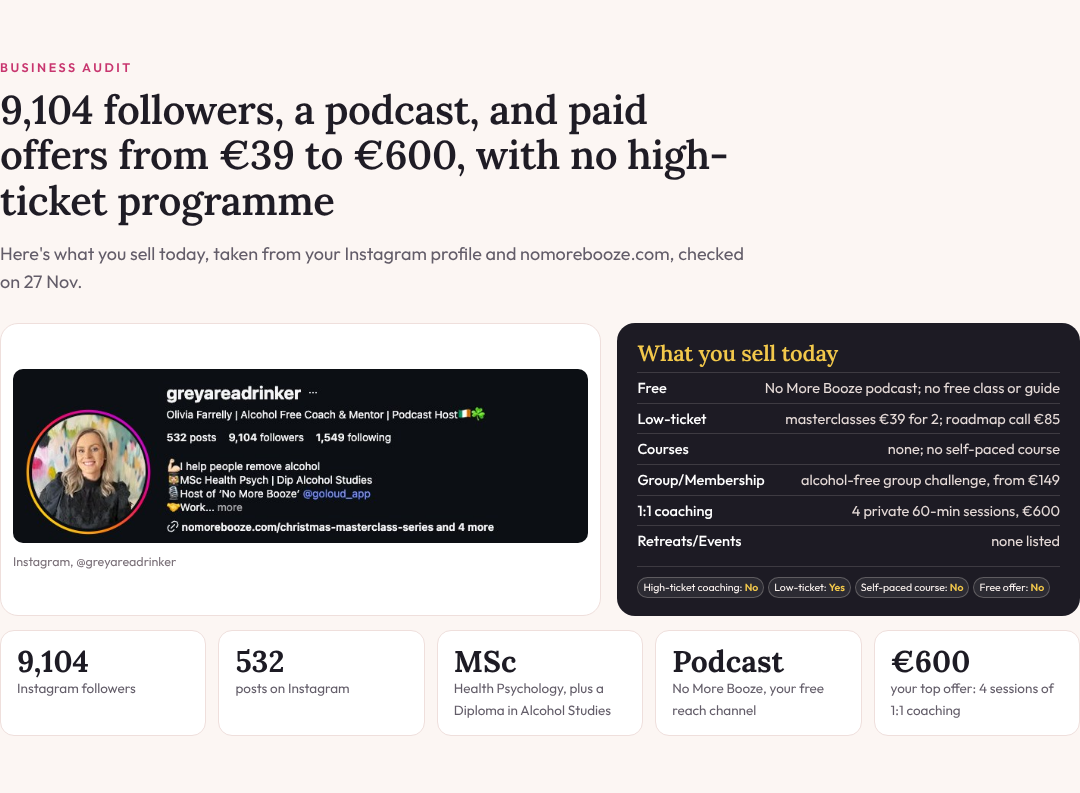 BUSINESS AUDIT
9,104 followers, a podcast, and paid
offers from €39 to €600, with no high-
ticket programme
Here's what you sell today, taken from your Instagram profile and nomorebooze.com, checked
on 27 Nov.
greyareadrinker ...
Olivia Farrelly | Alcohol Free Coach & Mentor | Podcast Host🇮🇪☘️
532 posts 9,104 followers 1,549 following
💪🏼I help people remove alcohol
👩🏼‍🎓MSc Health Psych | Dip Alcohol Studies
🎙️Host of 'No More Booze' @goloud_app
🤝Work... more
nomorebooze.com/christmas-masterclass-series and 4 more
Instagram, @greyareadrinker
What you sell today
Free No More Booze podcast; no free class or guide
Low-ticket masterclasses €39 for 2; roadmap call €85
Courses none; no self-paced course
Group/Membership alcohol-free group challenge, from €149
1:1 coaching 4 private 60-min sessions, €600
Retreats/Events none listed
High-ticket coaching: No Low-ticket: Yes Self-paced course: No Free offer: No
9,104
Instagram followers
532
posts on Instagram
MSc
Health Psychology, plus a
Diploma in Alcohol Studies
Podcast
No More Booze, your free
reach channel
€600
your top offer: 4 sessions of
1:1 coaching